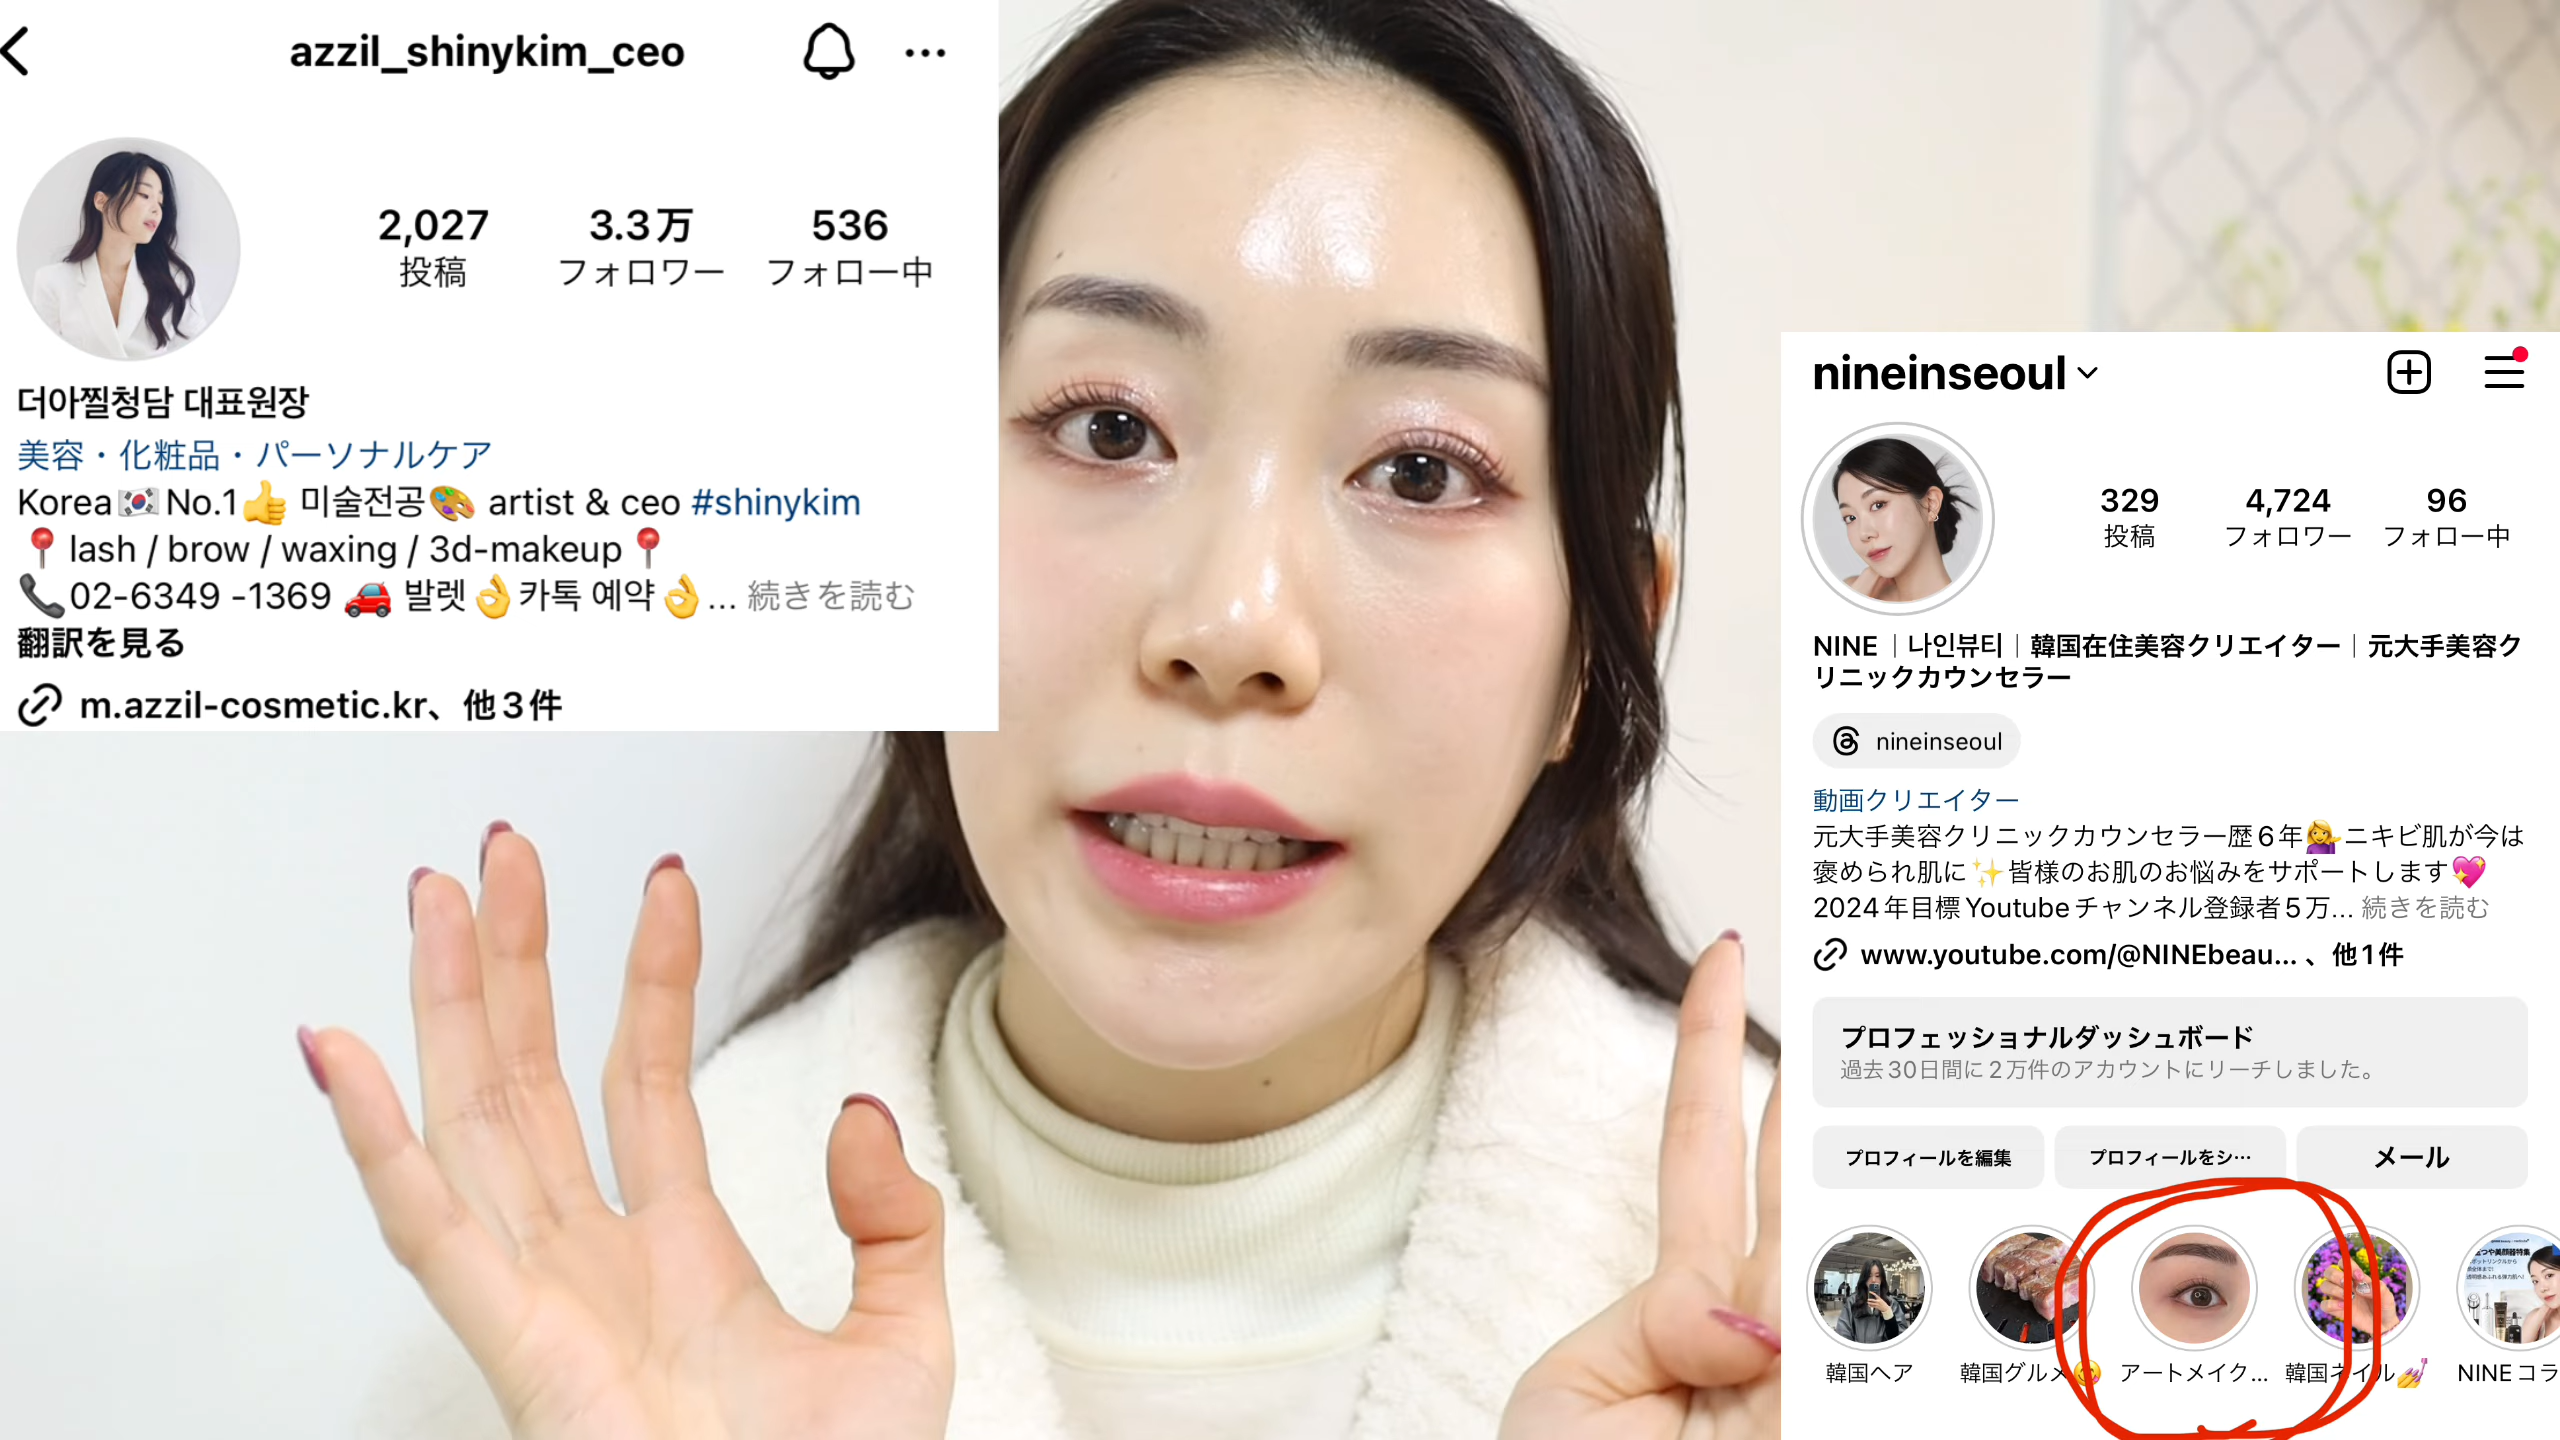 azzil_shinykim_ceo
2,027
投稿
3.3万
フォロワー
536
フォロー中
더아찔청담 대표원장
美容・化粧品・パーソナルケア
Korea🇰🇷No.1👍 미술전공🎨 artist & ceo #shinykim
📍lash / brow / waxing / 3d-makeup📍
📞02-6349 -1369 🚗 발렛👌카톡 예약👌... 続きを読む
翻訳を見る
m.azzil-cosmetic.kr、他3件
nineinseoul
329
投稿
4,724
フォロワー
96
フォロー中
NINE｜나인뷰티｜韓国在住美容クリエイター｜元大手美容ク
リニックカウンセラー
nineinseoul
動画クリエイター
元大手美容クリニックカウンセラー歴6年💁‍♀️ニキビ肌が今は
褒められ肌に✨皆様のお肌のお悩みをサポートします💖
2024年目標Youtubeチャンネル登録者5万... 続きを読む
www.youtube.com/@NINEbeau... 、他1件
プロフェッショナルダッシュボード
過去30日間に2万件のアカウントにリーチしました。
プロフィールを編集
プロフィールをシ…
メール
韓国ヘア
韓国グルメ😋
アートメイク...
韓国ネイル💅
NINEコラ